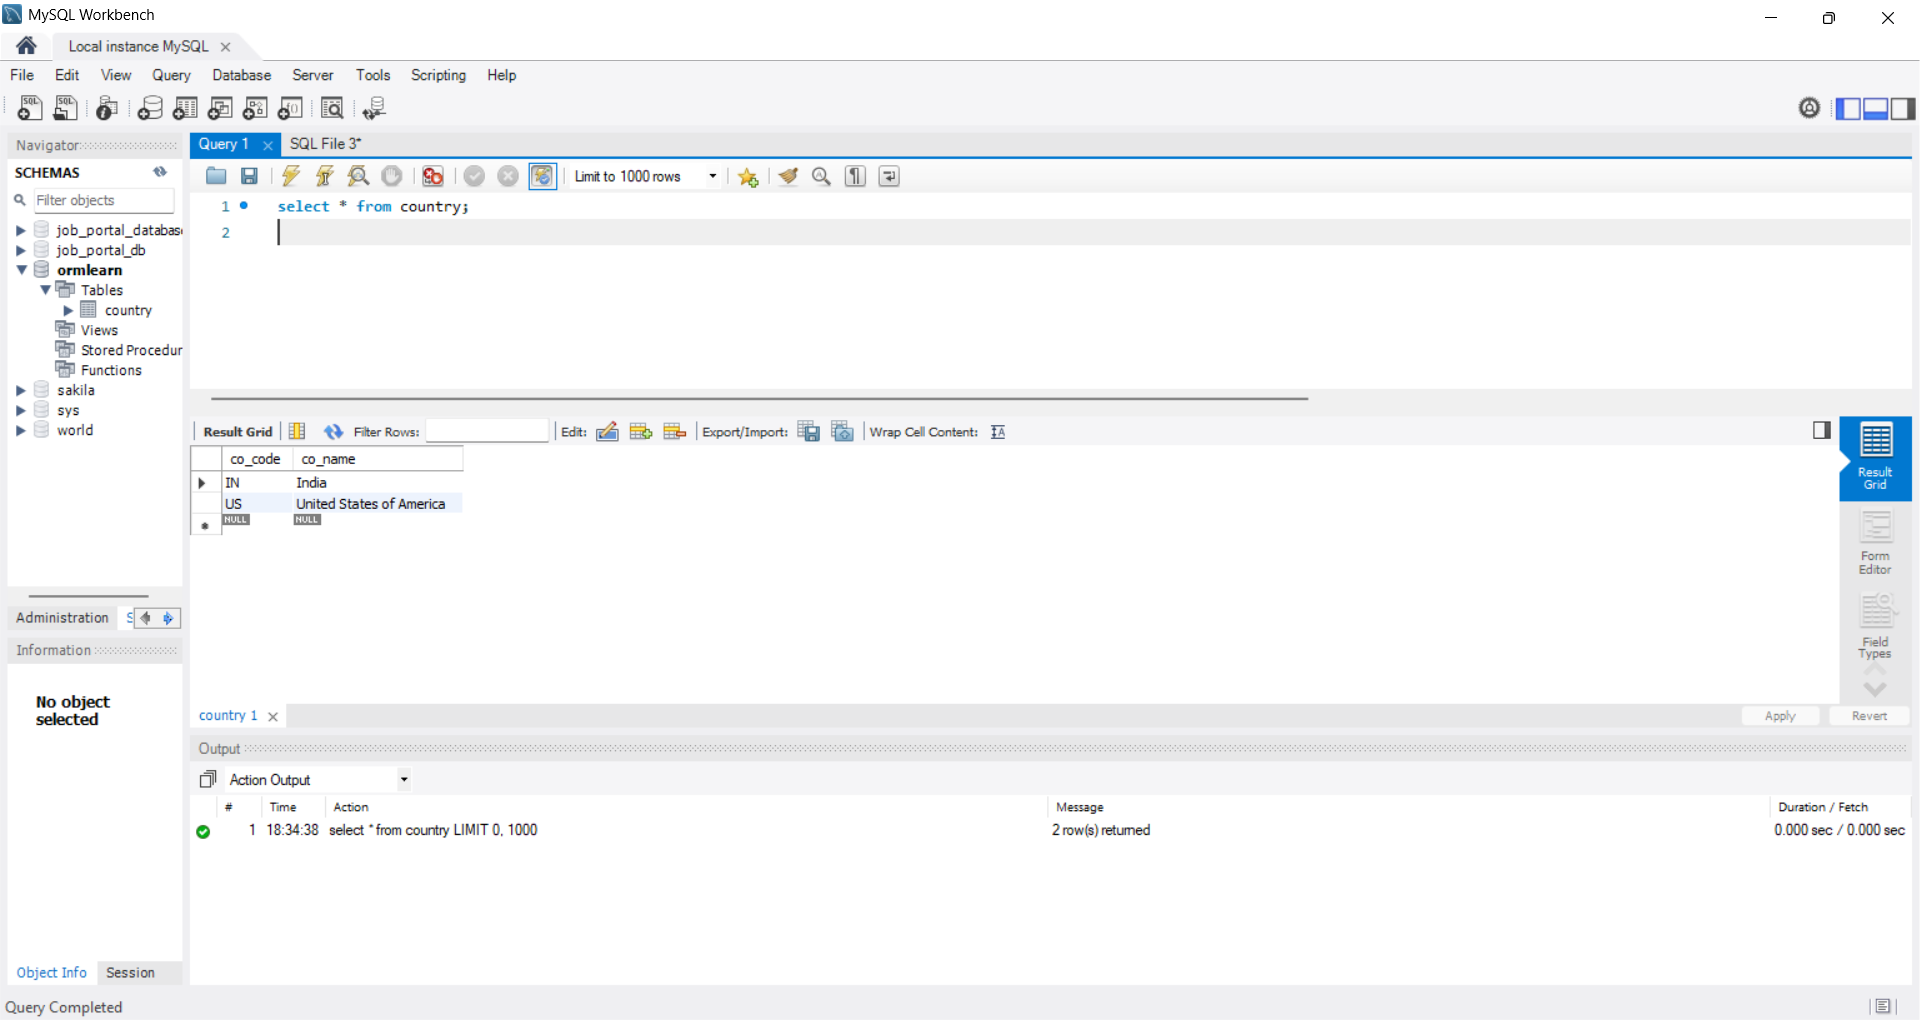 MySQL Workbench
Local instance MySQL
File Edit View Query Database Server Tools Scripting Help
Navigator
Query 1
SQL File 3*
SCHEMAS
Limit to 1000 rows
Filter objects
1 select * from country;
2
job_portal_databas
job_portal_db
ormlearn
Tables
country
Views
Stored Procedur
Functions
sakila
sys
world
Result Grid Filter Rows: Edit: Export/Import: Wrap Cell Content:
co_code co_name
IN India
US United States of America
NULL NULL
Result
Grid
Form
Editor
Field
Types
Administration S
Information
No object
selected
country 1
Apply Revert
Output
Action Output
# Time Action Message Duration / Fetch
1 18:34:38 select * from country LIMIT 0, 1000 2 row(s) returned 0.000 sec / 0.000 sec
Object Info Session
Query Completed